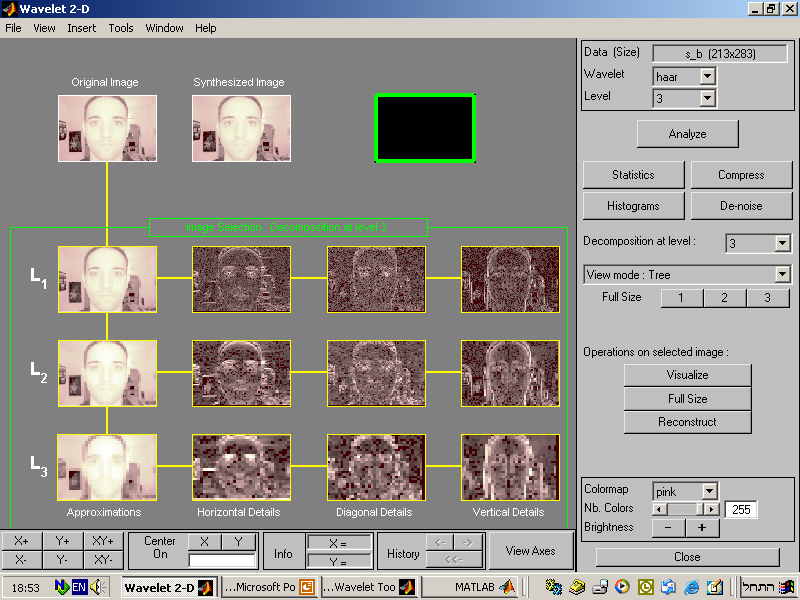 Wavelet 2-D
File View Insert Tools Window Help
Original Image Synthesized Image
Image Selection : Decomposition at level 3
L1
L2
L3
Approximations Horizontal Details Diagonal Details Vertical Details
Data (Size) s_b (213x283)
Wavelet haar
Level 3
Analyze
Statistics Compress
Histograms De-noise
Decomposition at level : 3
View mode : Tree
Full Size 1 2 3
Operations on selected image :
Visualize
Full Size
Reconstruct
Colormap pink
Nb. Colors 255
Brightness - +
Close
X+ Y+ XY+
X- Y- XY-
Center On X Y
Info X = Y =
History <- -> <<-
View Axes
18:53 EN Wavelet 2-D ...Microsoft Po ...Wavelet Too MATLAB התחל